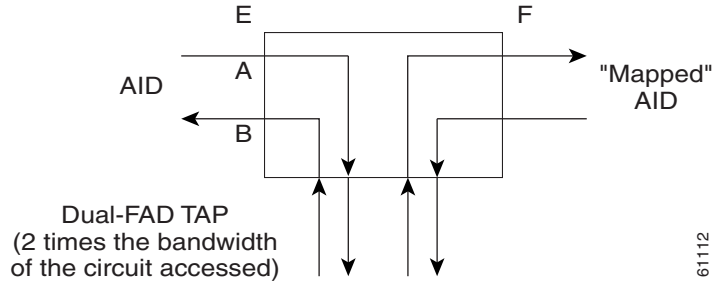 E
F
A
AID
B
"Mapped"
AID
Dual-FAD TAP
(2 times the bandwidth
of the circuit accessed)
61112